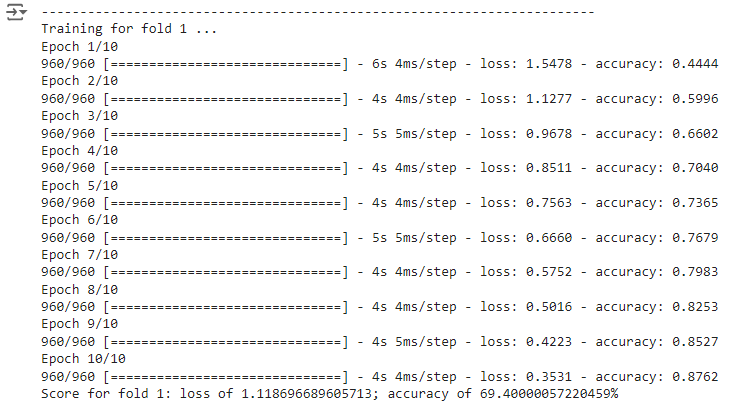 ------------------------------------------------------------------------
Training for fold 1 ...
Epoch 1/10
960/960 [==============================] - 6s 4ms/step - loss: 1.5478 - accuracy: 0.4444
Epoch 2/10
960/960 [==============================] - 4s 4ms/step - loss: 1.1277 - accuracy: 0.5996
Epoch 3/10
960/960 [==============================] - 5s 5ms/step - loss: 0.9678 - accuracy: 0.6602
Epoch 4/10
960/960 [==============================] - 4s 4ms/step - loss: 0.8511 - accuracy: 0.7040
Epoch 5/10
960/960 [==============================] - 4s 4ms/step - loss: 0.7563 - accuracy: 0.7365
Epoch 6/10
960/960 [==============================] - 5s 5ms/step - loss: 0.6660 - accuracy: 0.7679
Epoch 7/10
960/960 [==============================] - 4s 4ms/step - loss: 0.5752 - accuracy: 0.7983
Epoch 8/10
960/960 [==============================] - 4s 4ms/step - loss: 0.5016 - accuracy: 0.8253
Epoch 9/10
960/960 [==============================] - 4s 5ms/step - loss: 0.4223 - accuracy: 0.8527
Epoch 10/10
960/960 [==============================] - 4s 4ms/step - loss: 0.3531 - accuracy: 0.8762
Score for fold 1: loss of 1.118696689605713; accuracy of 69.40000057220459%